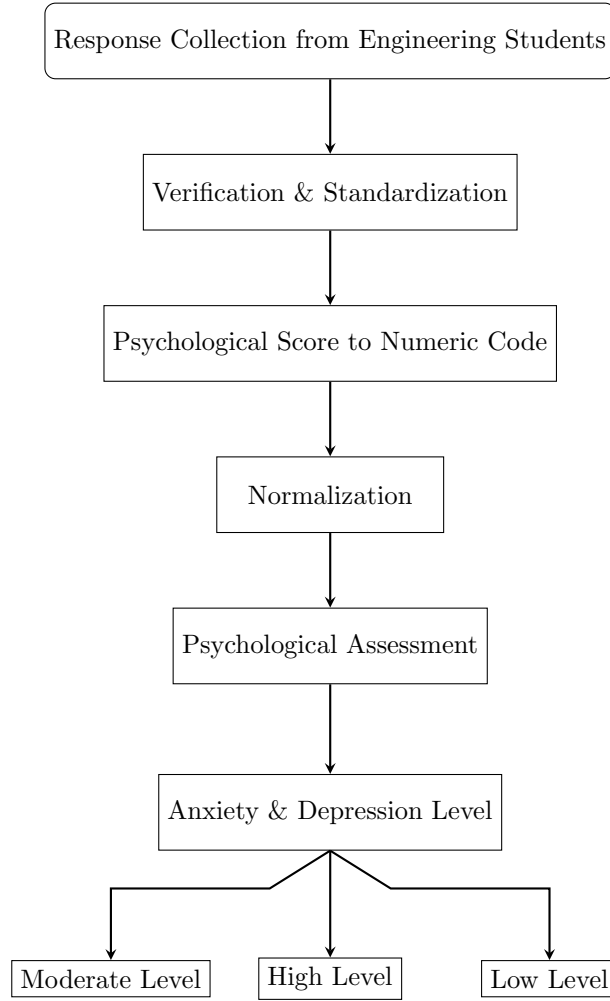 Response Collection from Engineering Students
Verification & Standardization
Psychological Score to Numeric Code
Normalization
Psychological Assessment
Anxiety & Depression Level
Moderate Level
High Level
Low Level